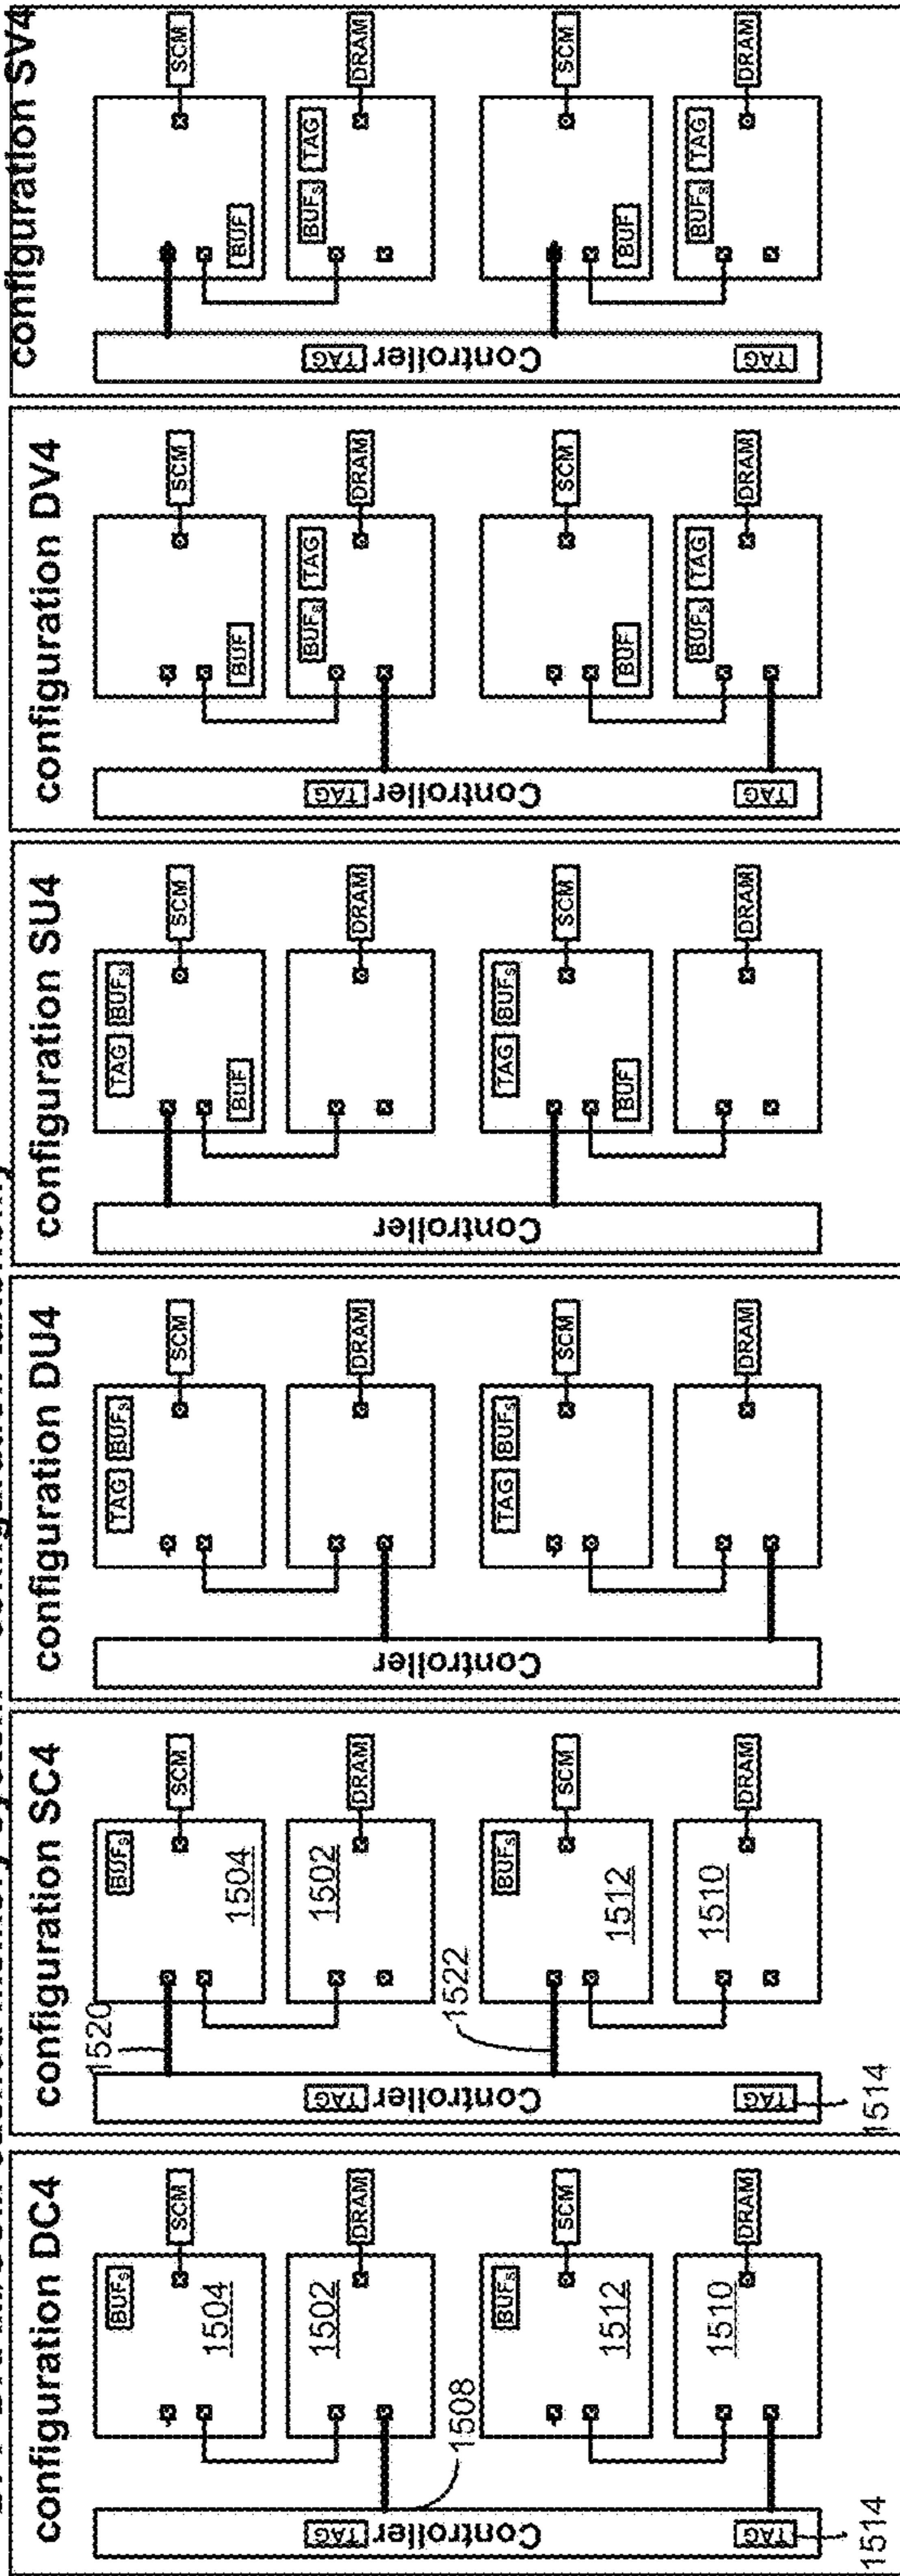 configuration DC4
BUFs
SCM
1504
1502
DRAM
1508
TAG
Controller
BUFs
SCM
1512
1510
DRAM
TAG
1514
configuration SC4
1520
BUFs
SCM
1504
1502
DRAM
TAG
Controller
1522
BUFs
SCM
1512
1510
DRAM
TAG
1514
configuration DU4
TAG BUFs
SCM
DRAM
Controller
TAG BUFs
SCM
DRAM
configuration SU4
TAG BUFs
SCM
BUF
DRAM
Controller
TAG BUFs
SCM
BUF
DRAM
configuration DV4
SCM
BUF
BUFs TAG
DRAM
TAG
Controller
SCM
BUF
BUFs TAG
DRAM
TAG
configuration SV4
SCM
BUF
BUFs TAG
DRAM
TAG
Controller
SCM
BUF
BUFs TAG
DRAM
TAG